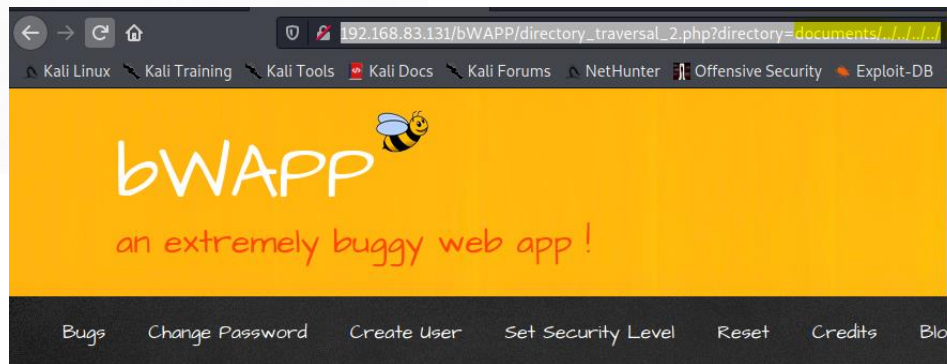 192.168.83.131/bWAPP/directory_traversal_2.php?directory=documents/../../../../
Kali Linux Kali Training Kali Tools Kali Docs Kali Forums NetHunter Offensive Security Exploit-DB
bWAPP
an extremely buggy web app !
Bugs Change Password Create User Set Security Level Reset Credits Blo